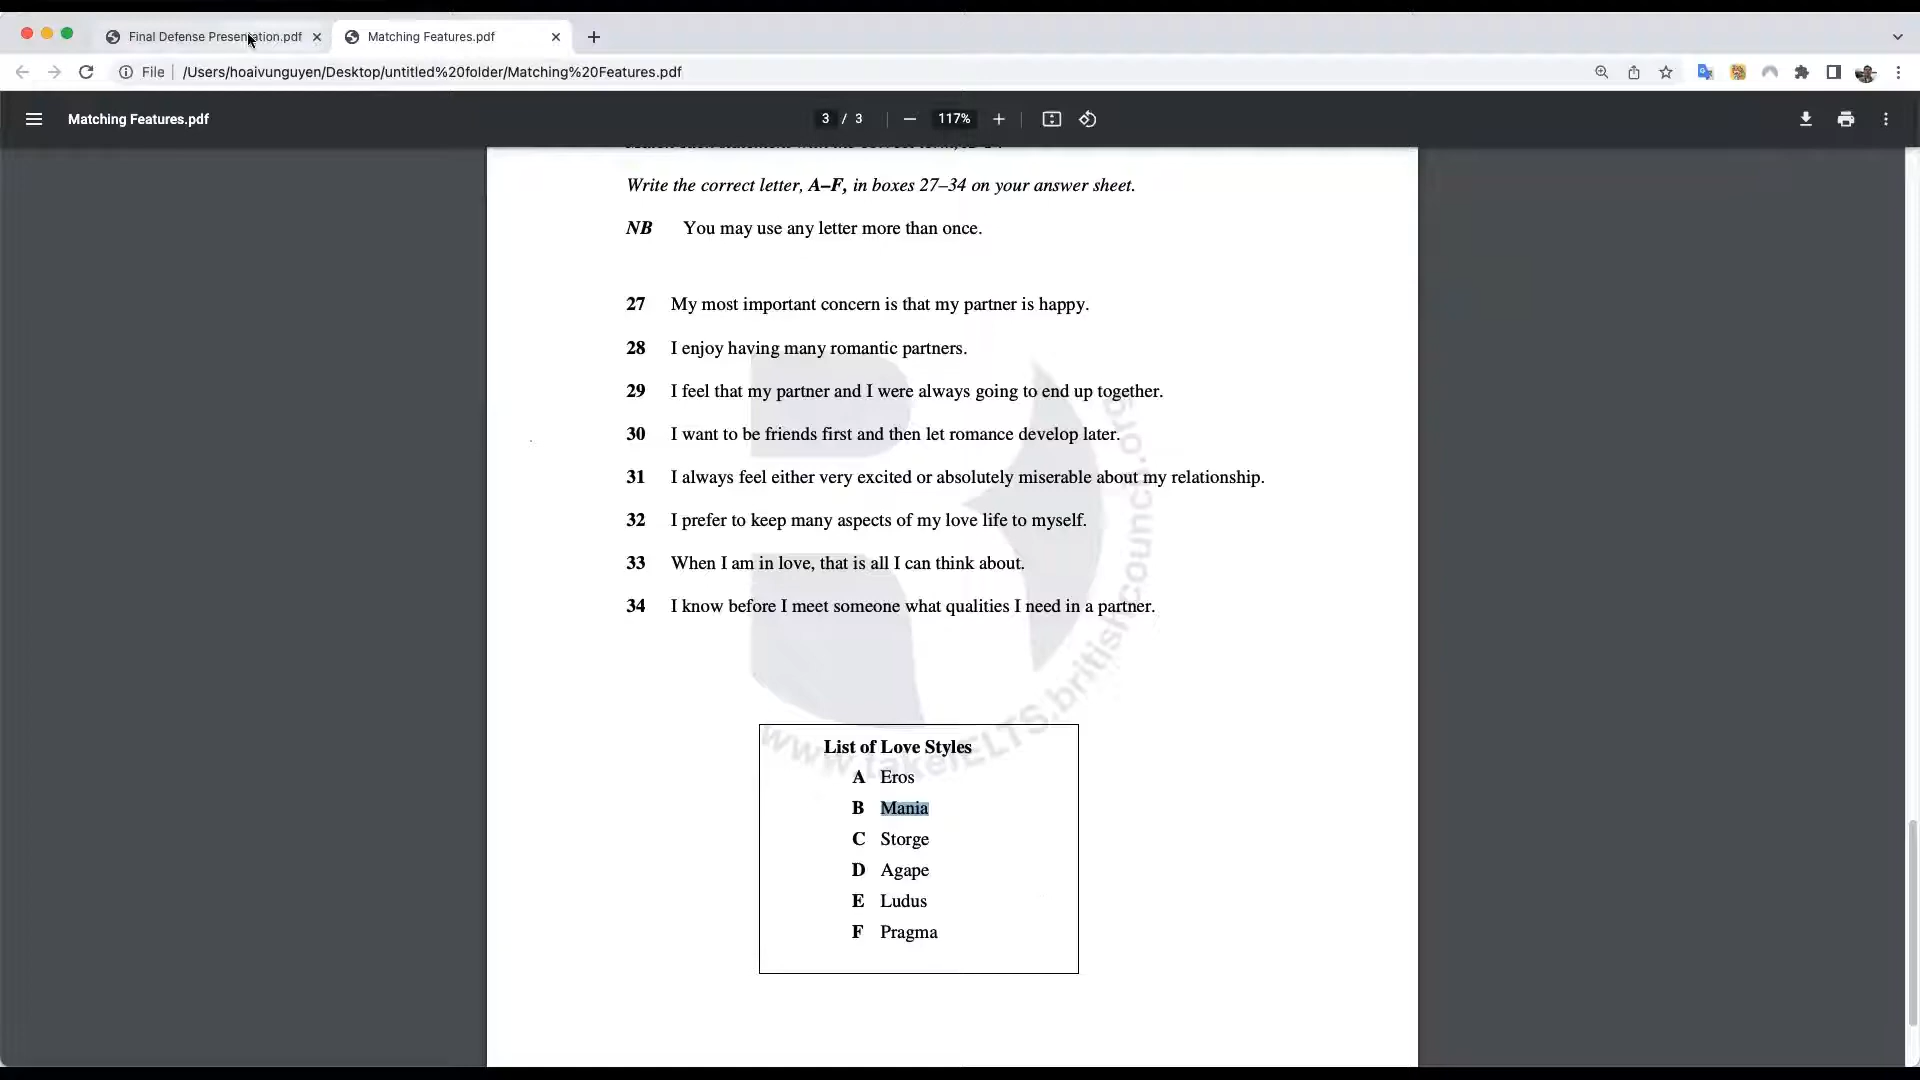 Final Defense Presentation.pdf
Matching Features.pdf
File
/Users/hoaivunguyen/Desktop/untitled%20folder/Matching%20Features.pdf
Matching Features.pdf
3 / 3
117%
Write the correct letter, A–F, in boxes 27–34 on your answer sheet.
NB You may use any letter more than once.
27 My most important concern is that my partner is happy.
28 I enjoy having many romantic partners.
29 I feel that my partner and I were always going to end up together.
30 I want to be friends first and then let romance develop later.
31 I always feel either very excited or absolutely miserable about my relationship.
32 I prefer to keep many aspects of my love life to myself.
33 When I am in love, that is all I can think about.
34 I know before I meet someone what qualities I need in a partner.
www.takeIELTS.britishcouncil.org
List of Love Styles
A Eros
B Mania
C Storge
D Agape
E Ludus
F Pragma